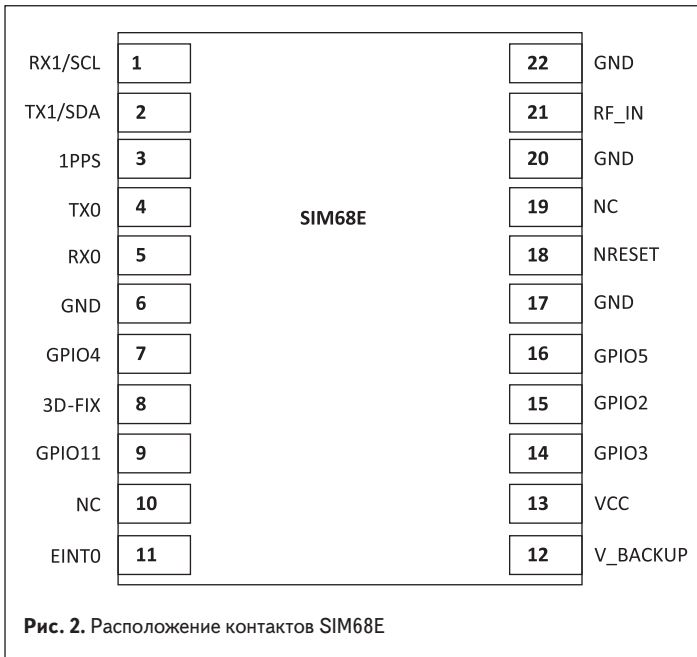 RX1/SCL 1 22 GND
TX1/SDA 2 21 RF_IN
1PPS 3 20 GND
TX0 4 19 NC
SIM68E
RX0 5 18 NRESET
GND 6 17 GND
GPIO4 7 16 GPIO5
3D-FIX 8 15 GPIO2
GPIO11 9 14 GPIO3
NC 10 13 VCC
EINT0 11 12 V_BACKUP
Рис. 2. Расположение контактов SIM68E